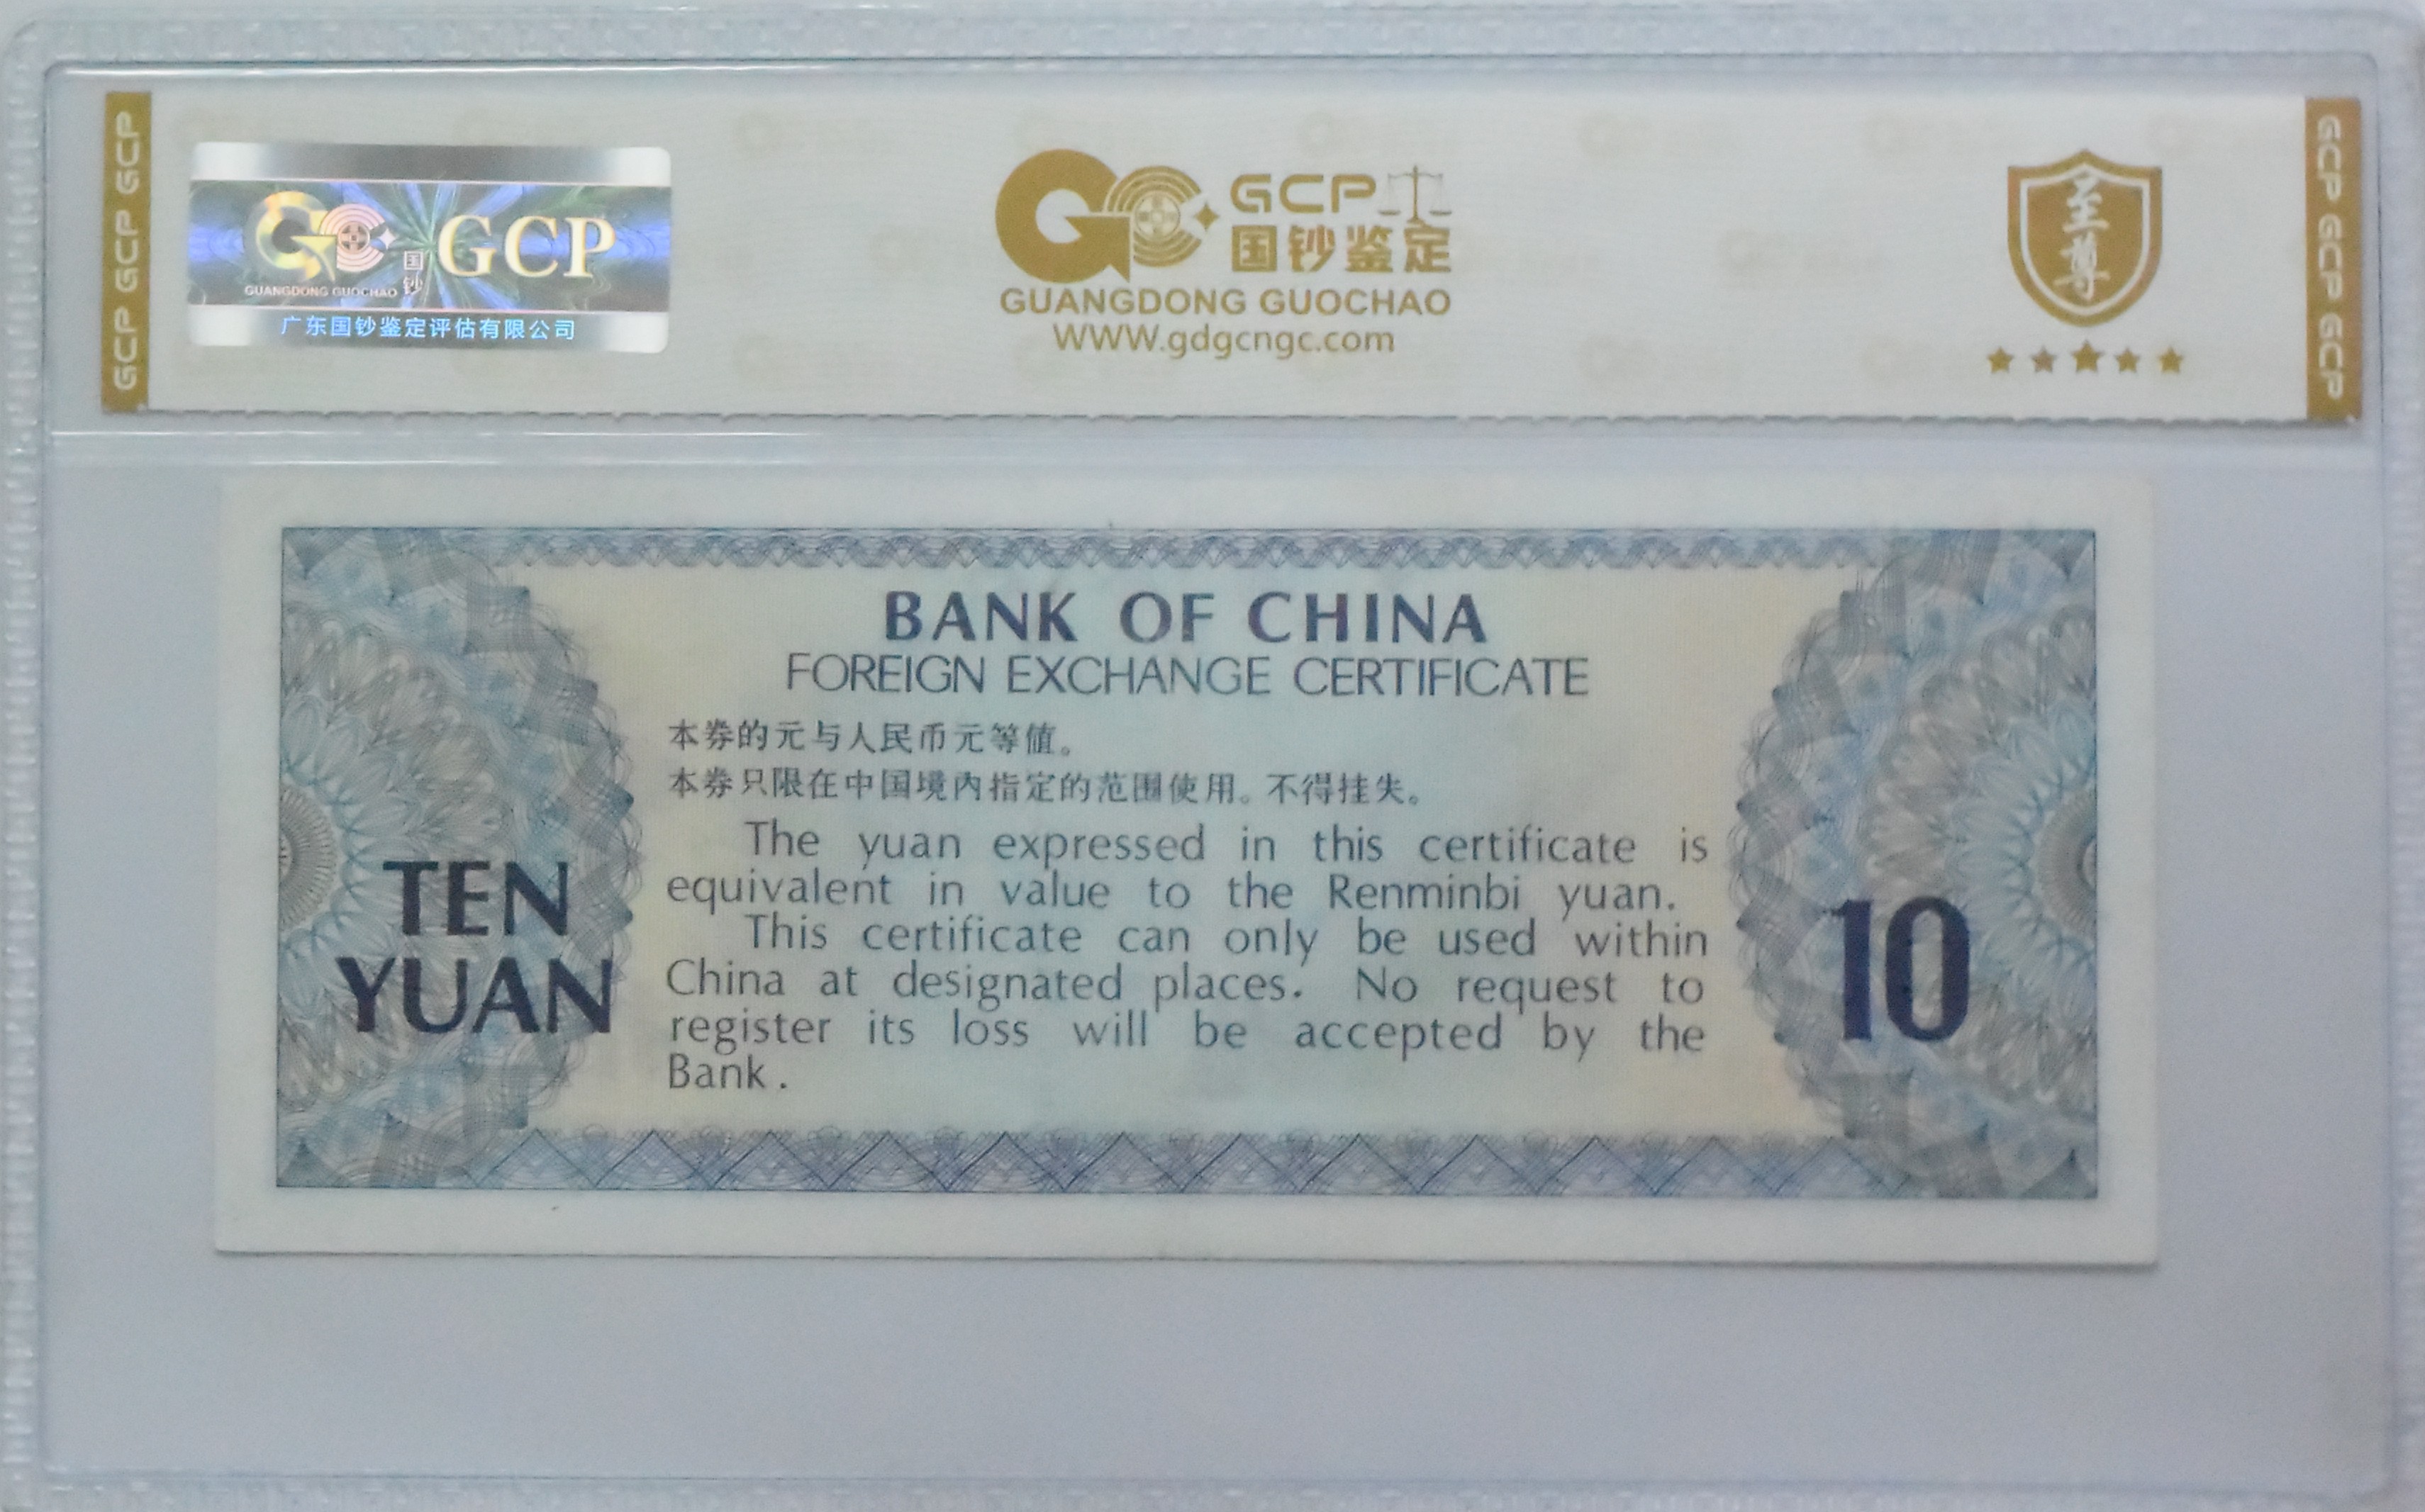 GCP GCP GCP
国钞
GCP
GUANGDONG GUOCHAO
广东国钞鉴定评估有限公司
GCP
国钞鉴定
GUANGDONG GUOCHAO
WWW.gdgcngc.com
至尊
GCP GCP GCP
BANK OF CHINA
FOREIGN EXCHANGE CERTIFICATE
本券的元与人民币元等值。
本券只限在中国境内指定的范围使用。不得挂失。
The yuan expressed in this certificate is
equivalent in value to the Renminbi yuan.
This certificate can only be used within
China at designated places. No request to
register its loss will be accepted by the
Bank.
TEN
YUAN
10